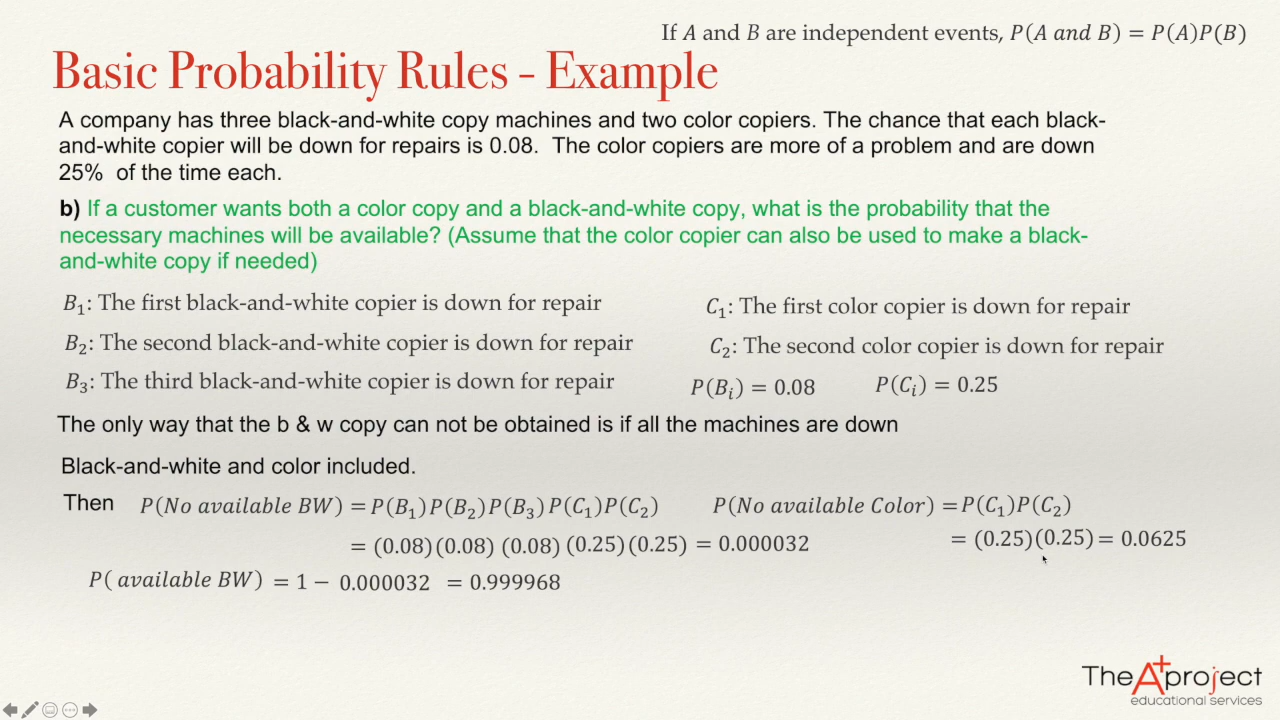 If A and B are independent events, P(A and B) = P(A)P(B)
Basic Probability Rules - Example
A company has three black-and-white copy machines and two color copiers. The chance that each black-
and-white copier will be down for repairs is 0.08. The color copiers are more of a problem and are down
25% of the time each.
b) If a customer wants both a color copy and a black-and-white copy, what is the probability that the
necessary machines will be available? (Assume that the color copier can also be used to make a black-
and-white copy if needed)
B₁: The first black-and-white copier is down for repair
C₁: The first color copier is down for repair
B₂: The second black-and-white copier is down for repair
C₂: The second color copier is down for repair
B₃: The third black-and-white copier is down for repair
P(Bᵢ) = 0.08
P(Cᵢ) = 0.25
The only way that the b & w copy can not be obtained is if all the machines are down
Black-and-white and color included.
Then P(No available BW) = P(B₁)P(B₂)P(B₃)P(C₁)P(C₂)
P(No available Color) = P(C₁)P(C₂)
= (0.08)(0.08) (0.08) (0.25)(0.25) = 0.000032
= (0.25)(0.25) = 0.0625
P( available BW) = 1 − 0.000032 = 0.999968
The A+ project
educational services